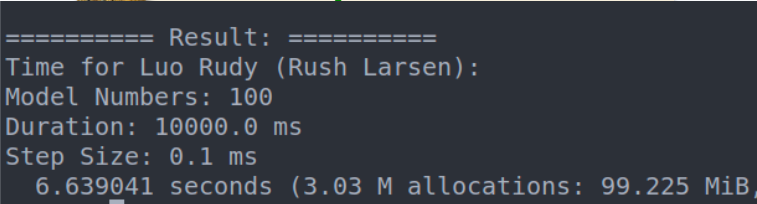 ========== Result: ==========
Time for Luo Rudy (Rush Larsen):
Model Numbers: 100
Duration: 10000.0 ms
Step Size: 0.1 ms
  6.639041 seconds (3.03 M allocations: 99.225 MiB,